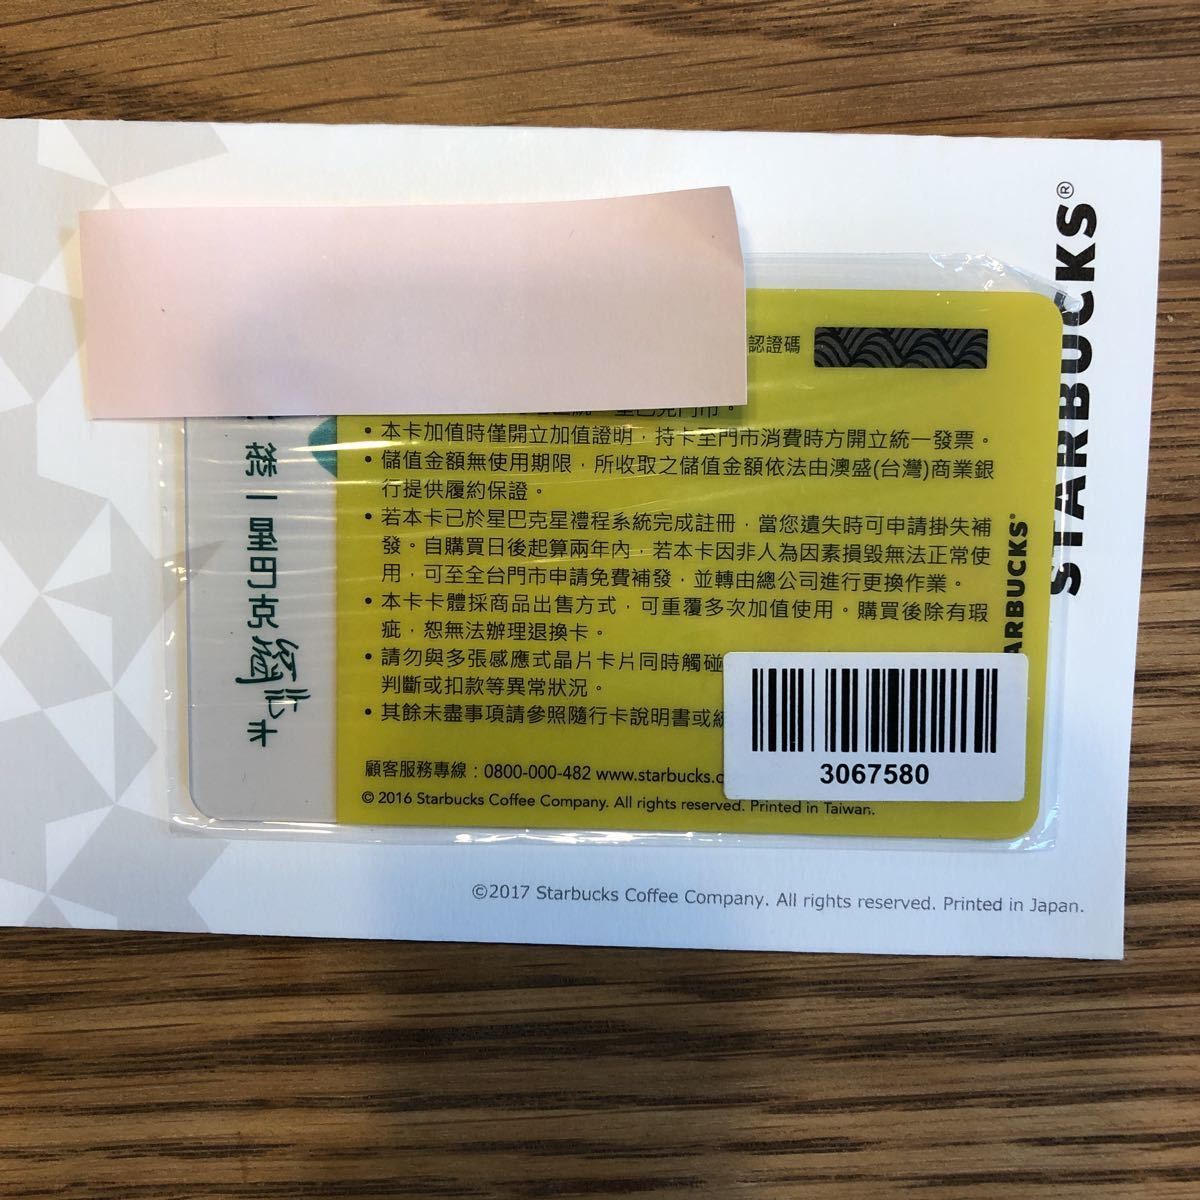 STARBUCKS®
認證碼
星巴克門市。
• 本卡加值時僅開立加值證明，持卡至門市消費時方開立統一發票。
• 儲值金額無使用期限，所收取之儲值金額依法由澳盛(台灣)商業銀
行提供履約保證。
• 若本卡已於星巴克星禮程系統完成註冊，當您遺失時可申請掛失補
發。自購買日後起算兩年內，若本卡因非人為因素損毀無法正常使
用，可至全台門市申請免費補發，並轉由總公司進行更換作業。
• 本卡卡體採商品出售方式，可重覆多次加值使用。購買後除有瑕
疵，恕無法辦理退換卡。
• 請勿與多張感應式晶片卡片同時觸碰
判斷或扣款等異常狀況。
• 其餘未盡事項請參照隨行卡說明書或統
顧客服務專線：0800-000-482 www.starbucks.c
© 2016 Starbucks Coffee Company. All rights reserved. Printed in Taiwan.
ARBUCKS®
3067580
統一星巴克
卡
©2017 Starbucks Coffee Company. All rights reserved. Printed in Japan.